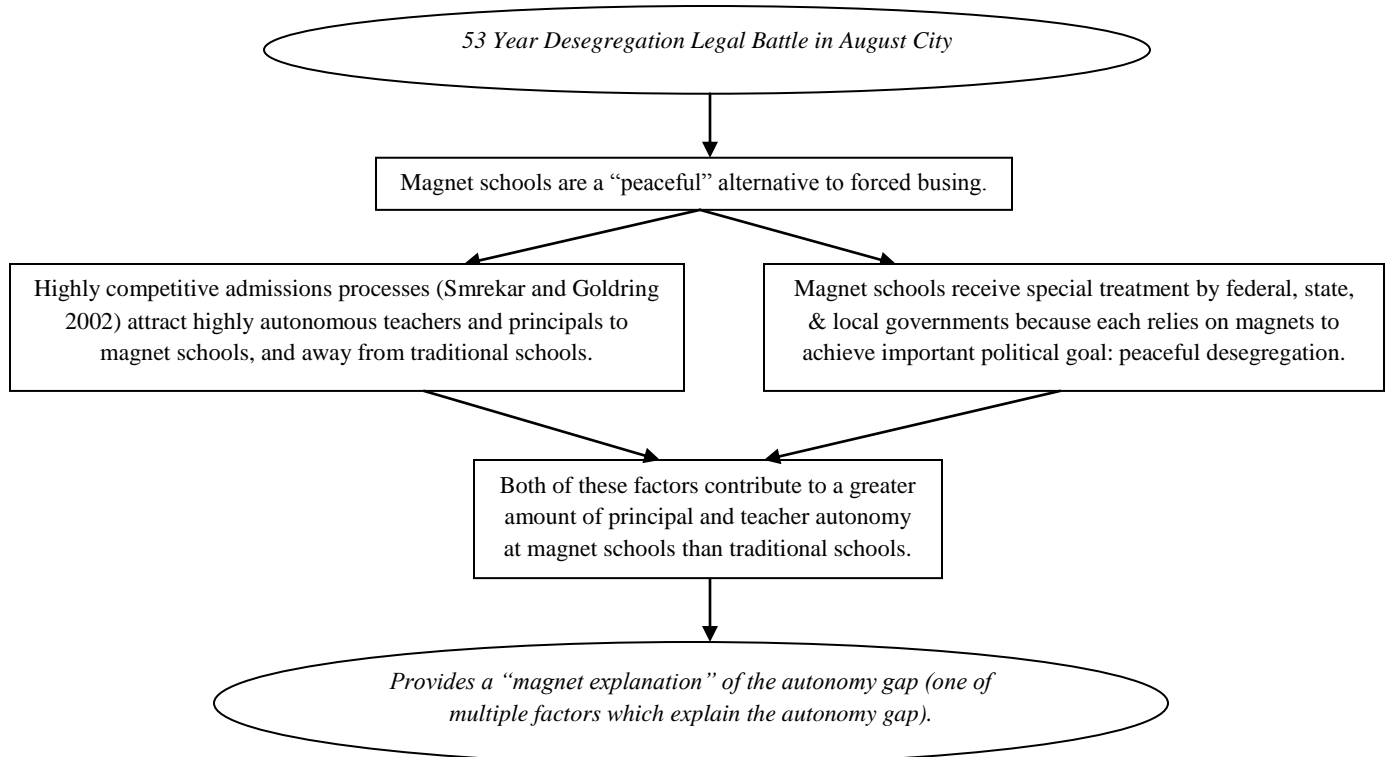 53 Year Desegregation Legal Battle in August City
Magnet schools are a “peaceful” alternative to forced busing.
Highly competitive admissions processes (Smrekar and Goldring
2002) attract highly autonomous teachers and principals to
magnet schools, and away from traditional schools.
Magnet schools receive special treatment by federal, state,
& local governments because each relies on magnets to
achieve important political goal: peaceful desegregation.
Both of these factors contribute to a greater
amount of principal and teacher autonomy
at magnet schools than traditional schools.
Provides a “magnet explanation” of the autonomy gap (one of
multiple factors which explain the autonomy gap).